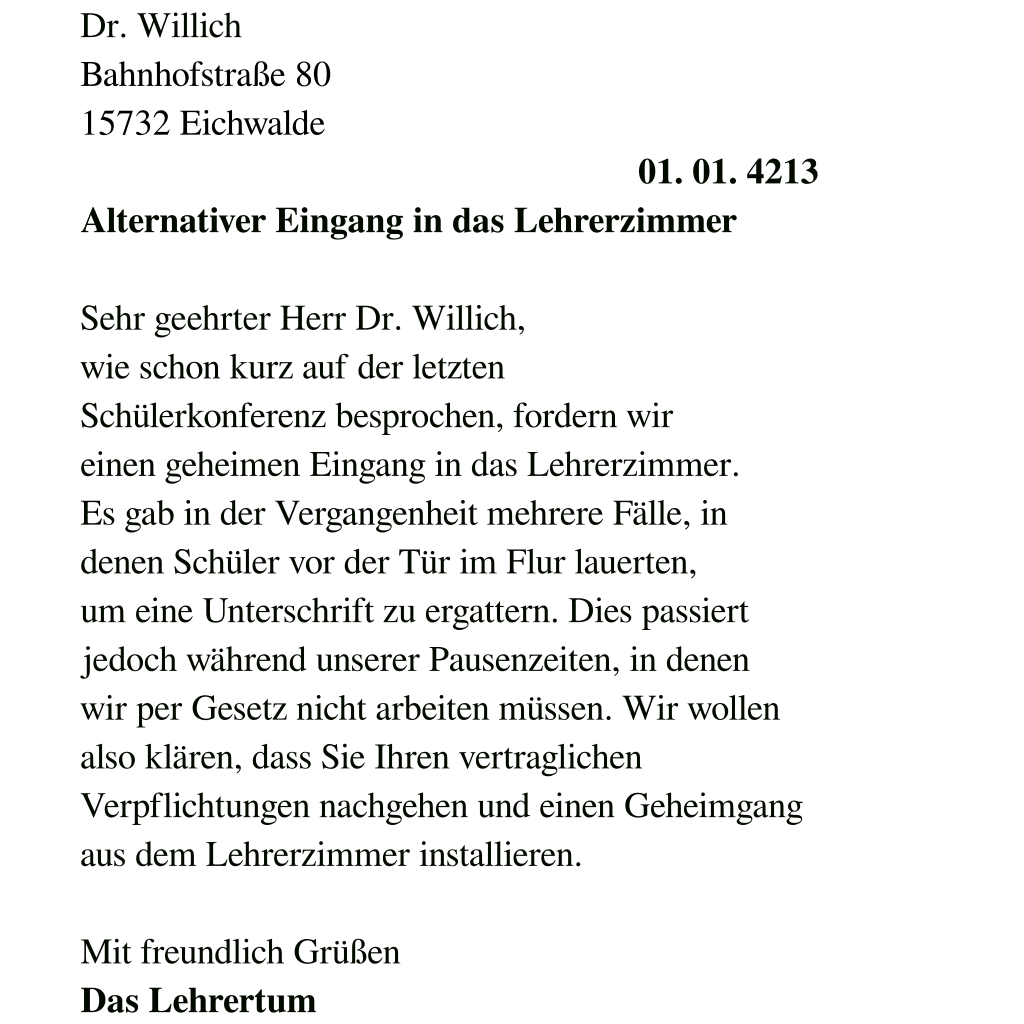 Dr. Willich
Bahnhofstraße 80
15732 Eichwalde
01. 01. 4213
Alternativer Eingang in das Lehrerzimmer
Sehr geehrter Herr Dr. Willich,
wie schon kurz auf der letzten
Schülerkonferenz besprochen, fordern wir
einen geheimen Eingang in das Lehrerzimmer.
Es gab in der Vergangenheit mehrere Fälle, in
denen Schüler vor der Tür im Flur lauerten,
um eine Unterschrift zu ergattern. Dies passiert
jedoch während unserer Pausenzeiten, in denen
wir per Gesetz nicht arbeiten müssen. Wir wollen
also klären, dass Sie Ihren vertraglichen
Verpflichtungen nachgehen und einen Geheimgang
aus dem Lehrerzimmer installieren.
Mit freundlich Grüßen
Das Lehrertum